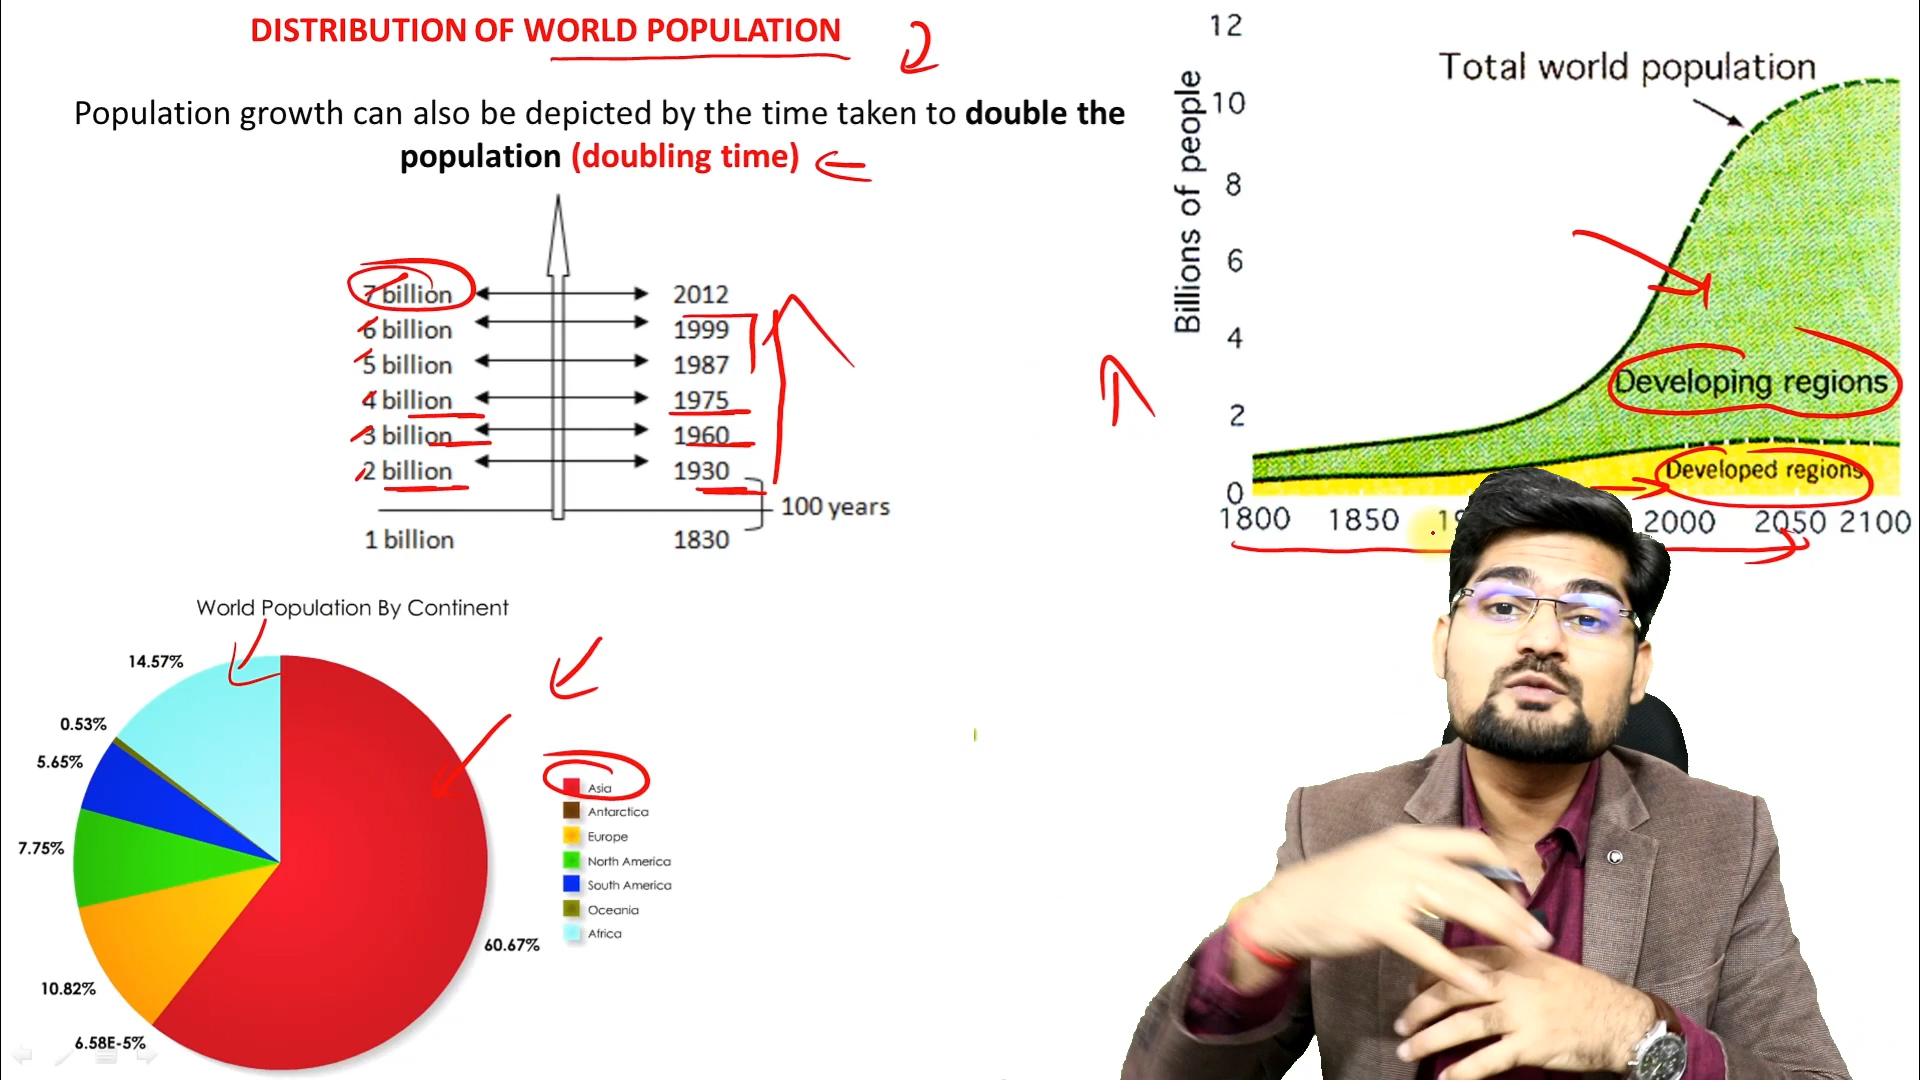 DISTRIBUTION OF WORLD POPULATION
Population growth can also be depicted by the time taken to double the
population (doubling time)
7 billion 2012
6 billion 1999
5 billion 1987
4 billion 1975
3 billion 1960
2 billion 1930
100 years
1 billion 1830
World Population By Continent
14.57%
0.53%
5.65%
7.75%
10.82%
6.58E-5%
60.67%
Asia
Antarctica
Europe
North America
South America
Oceania
Africa
Billions of people
12
10
8
6
4
2
0
Total world population
Developing regions
Developed regions
1800 1850 2000 2050 2100